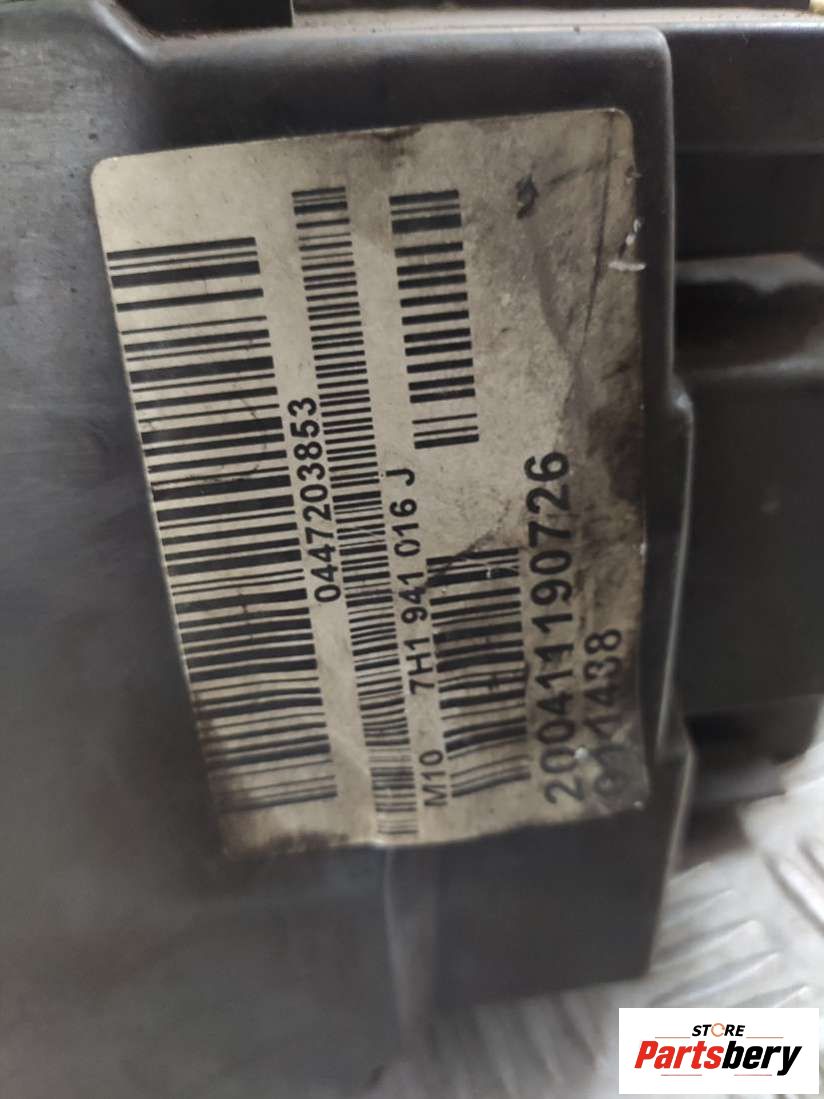 0447203853
M10 7H1 941 016 J
200411190726
STORE
Partsbery